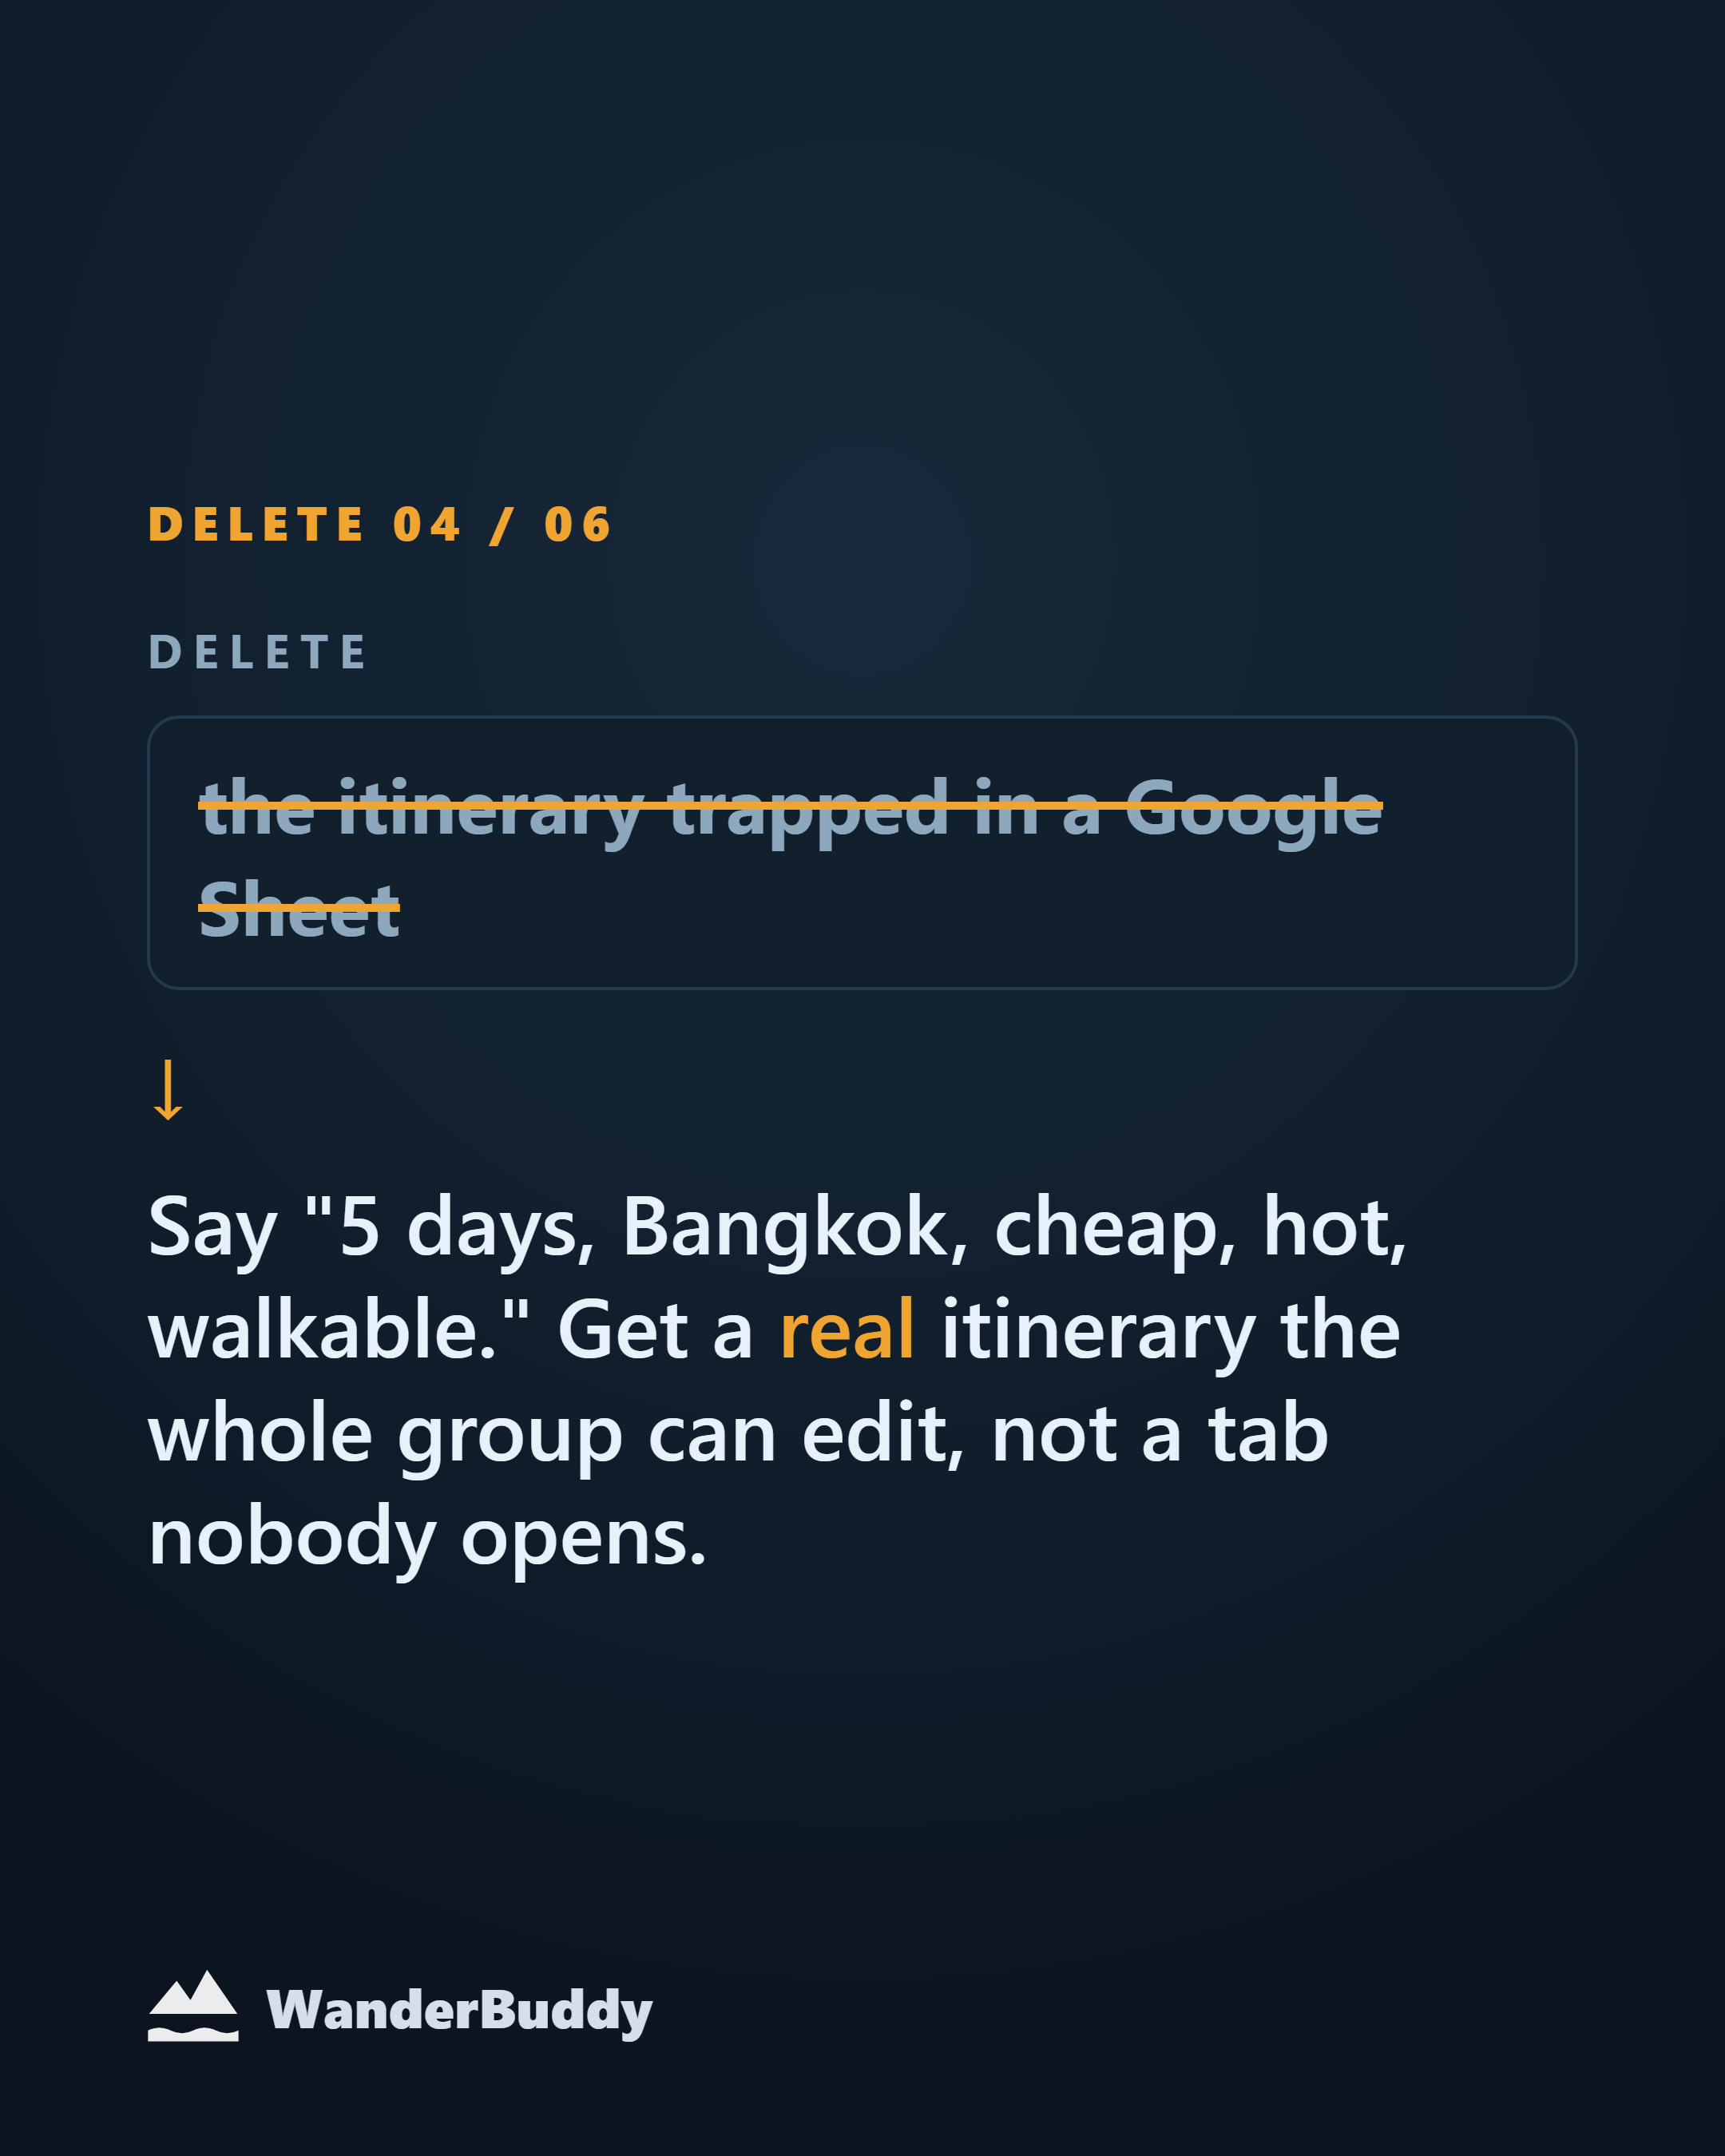 DELETE 04 / 06
DELETE
the itinerary trapped in a Google
Sheet
↓
Say "5 days, Bangkok, cheap, hot,
walkable." Get a real itinerary the
whole group can edit, not a tab
nobody opens.
WanderBuddy